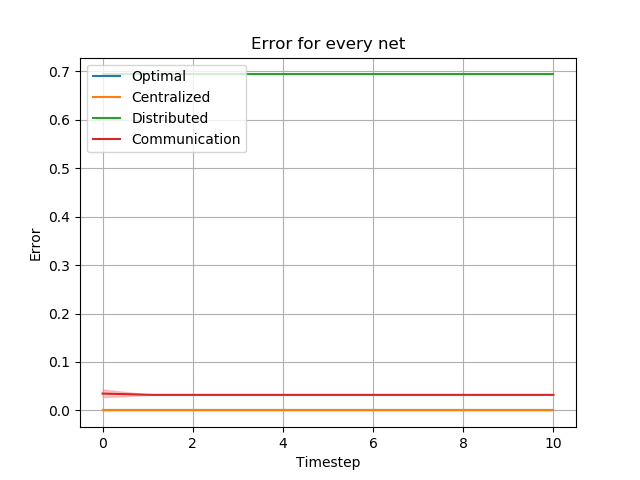 Error for every net
Optimal
Centralized
Distributed
Communication
0.7
0.6
0.5
0.4
0.3
0.2
0.1
0.0
Error
0 2 4 6 8 10
Timestep